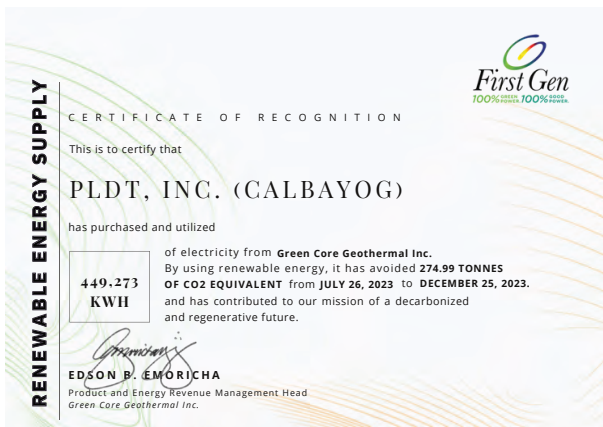 RENEWABLE ENERGY SUPPLY
First Gen
100% GREEN POWER. 100% GOOD POWER.
CERTIFICATE OF RECOGNITION
This is to certify that
PLDT, INC. (CALBAYOG)
has purchased and utilized
449,273
KWH
of electricity from Green Core Geothermal Inc.
By using renewable energy, it has avoided 274.99 TONNES
OF CO2 EQUIVALENT from JULY 26, 2023 to DECEMBER 25, 2023.
and has contributed to our mission of a decarbonized
and regenerative future.
EDSON B. EMORICHA
Product and Energy Revenue Management Head
Green Core Geothermal Inc.